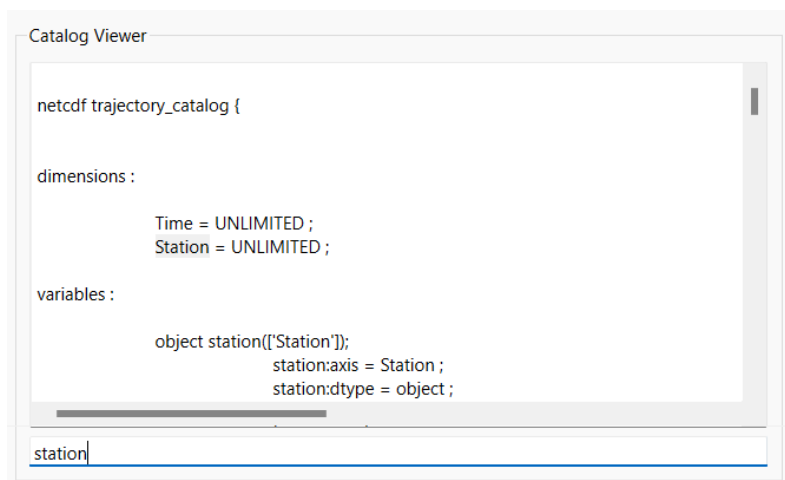 Catalog Viewer
netcdf trajectory_catalog {
dimensions :
Time = UNLIMITED ;
Station = UNLIMITED ;
variables :
object station(['Station']);
station:axis = Station ;
station:dtype = object ;
station